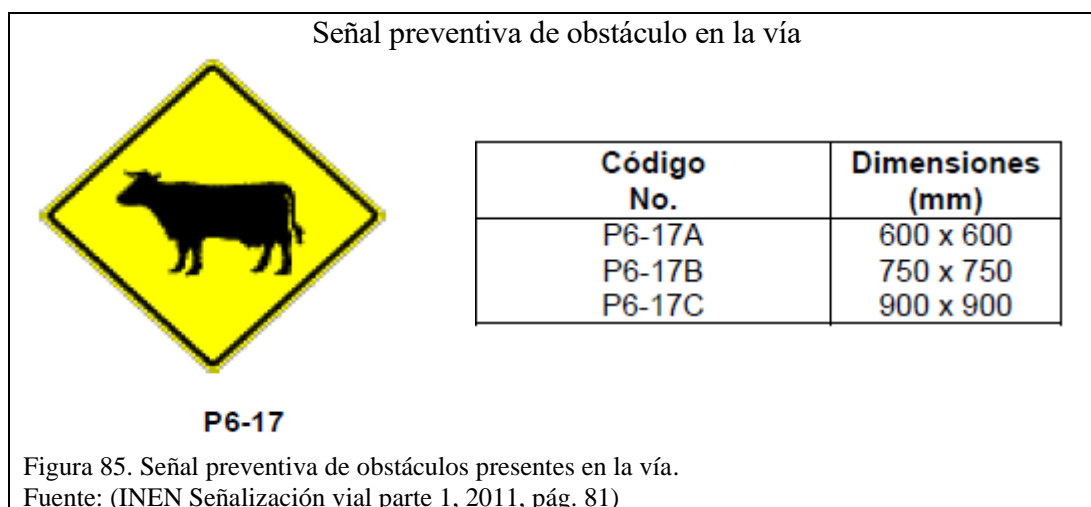 Señal preventiva de obstáculo en la vía
Código
No.
Dimensiones
(mm)
P6-17A 600 x 600
P6-17B 750 x 750
P6-17C 900 x 900
P6-17
Figura 85. Señal preventiva de obstáculos presentes en la vía.
Fuente: (INEN Señalización vial parte 1, 2011, pág. 81)